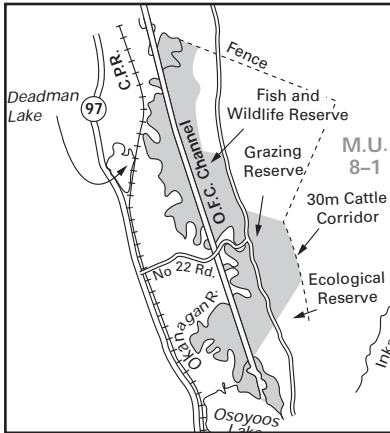 Fence
C.P.R.
Deadman
Lake
97
Fish and
Wildlife Reserve
O.F.C. Channel
Grazing
Reserve
M.U.
8–1
30m Cattle
Corridor
No 22 Rd.
Ecological
Reserve
Okanagan R.
Osoyoos
Lake